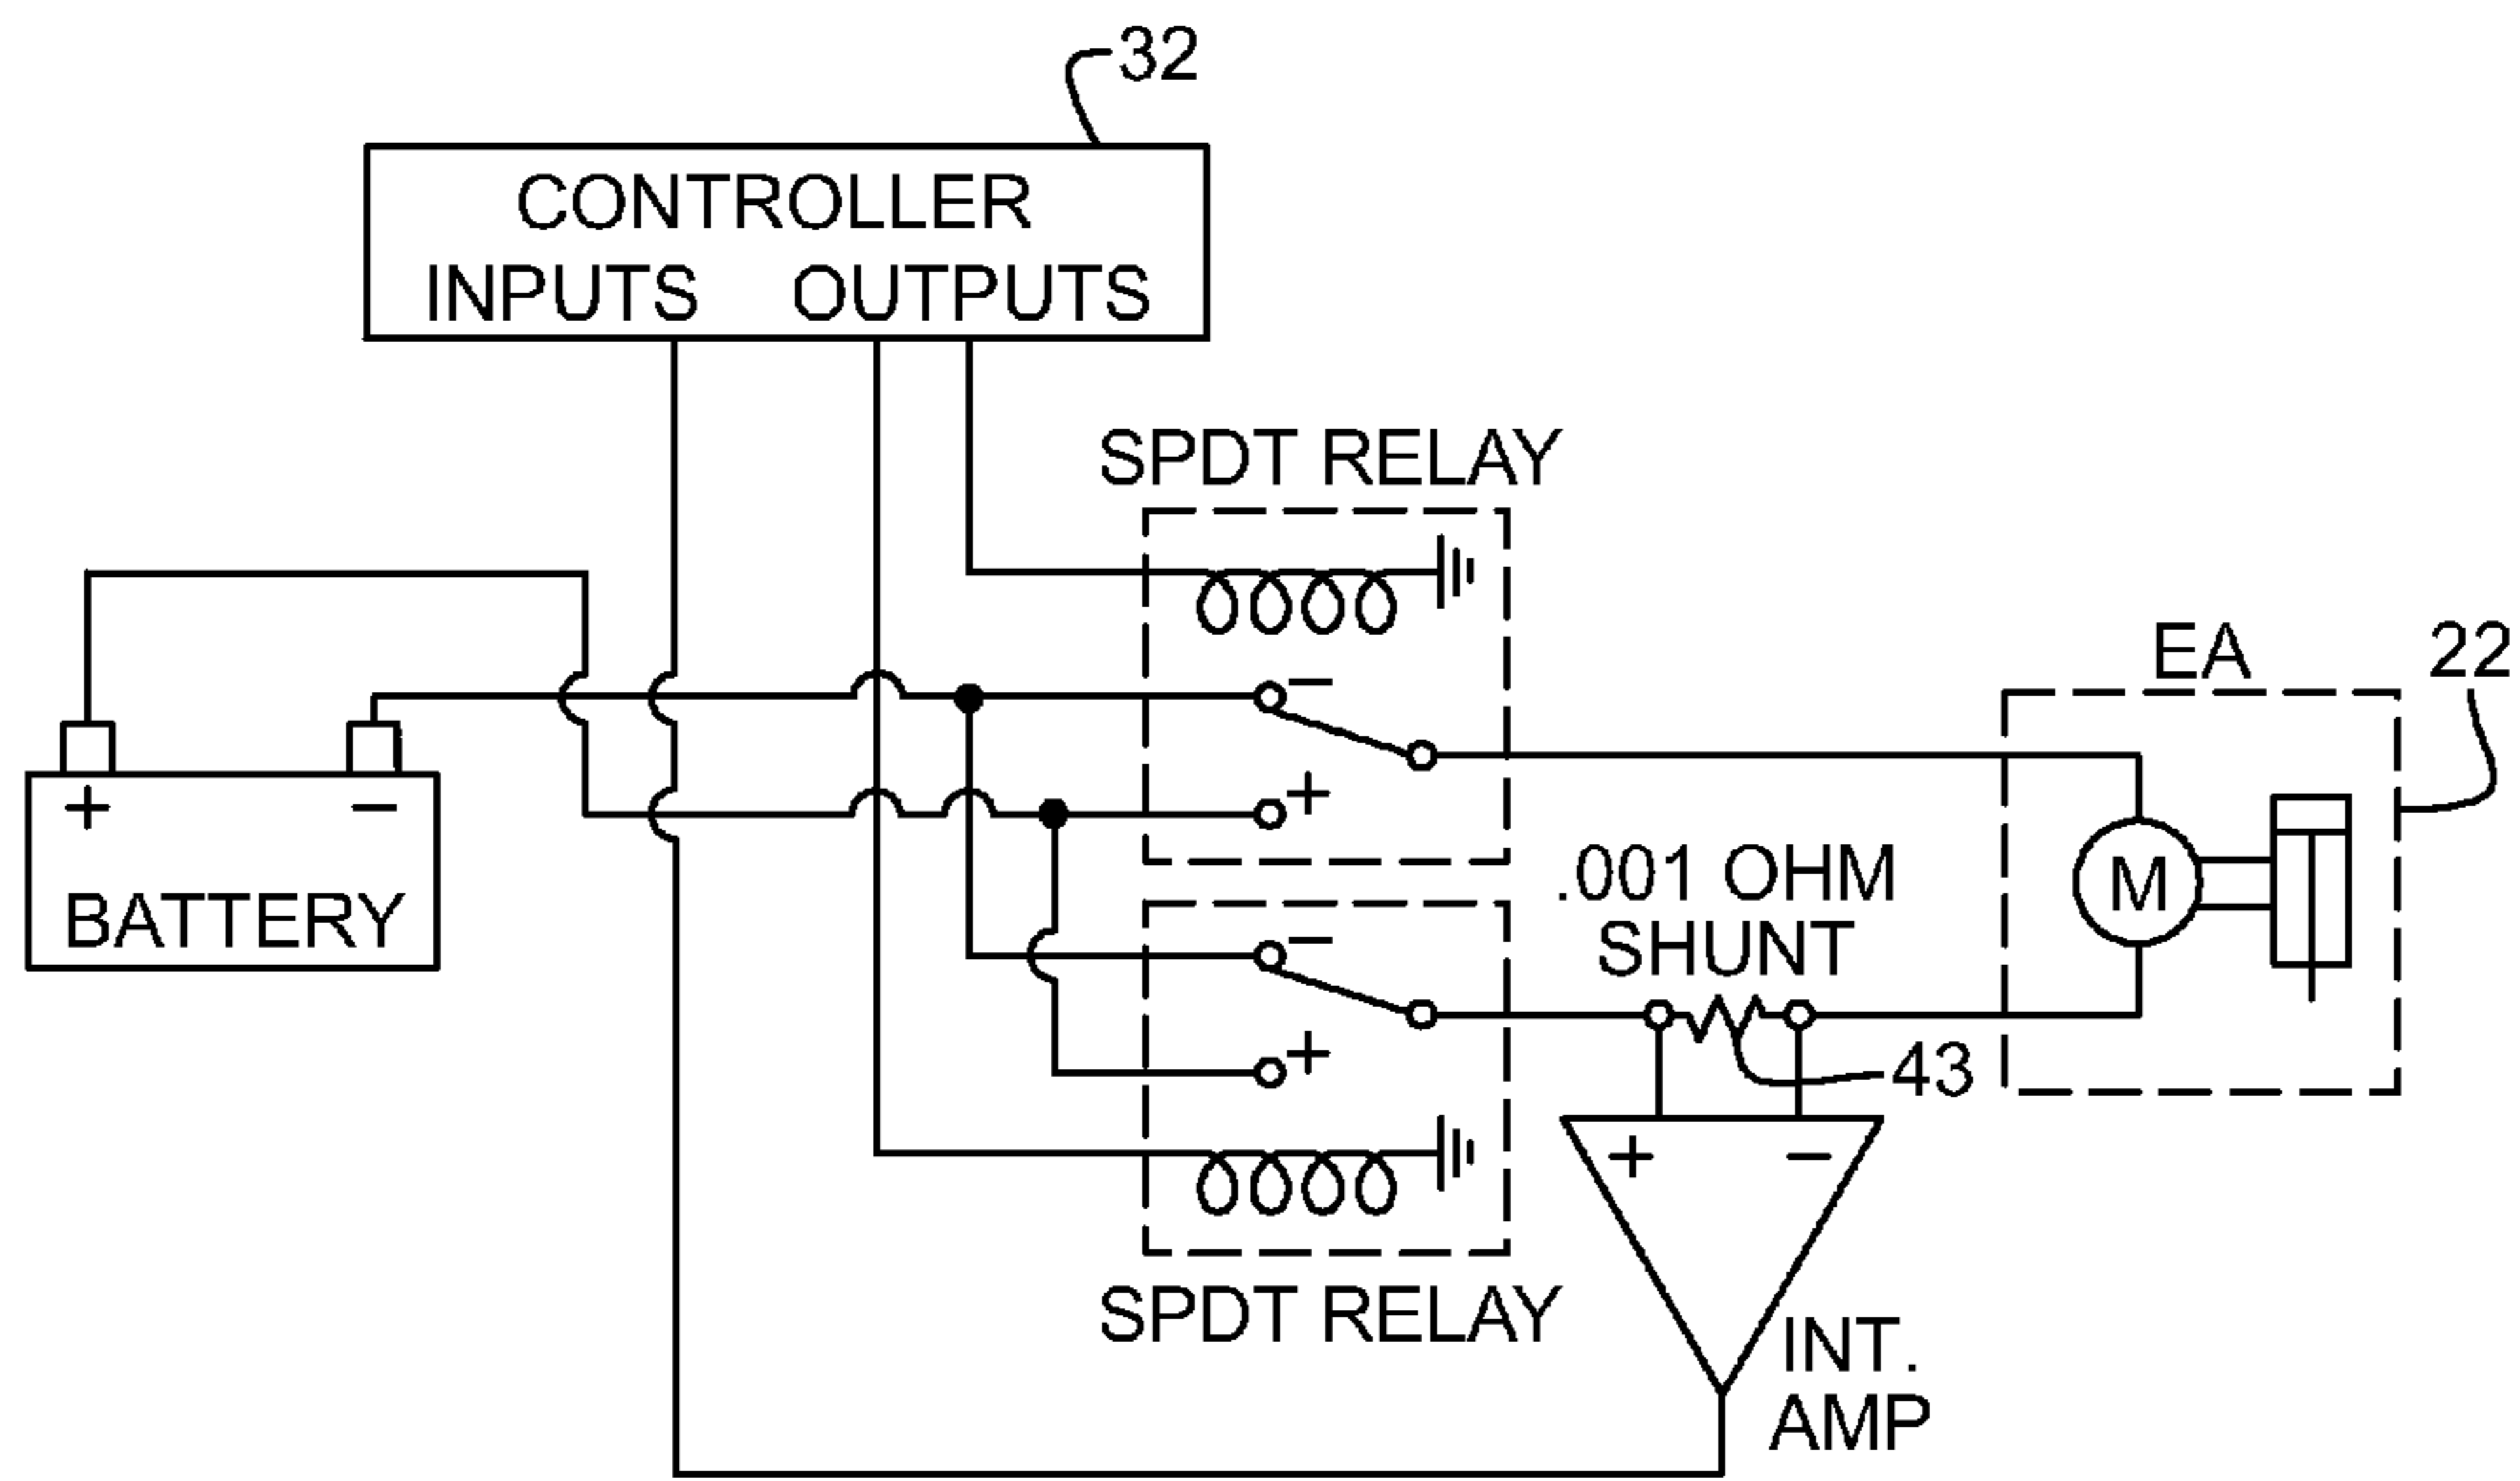 32
CONTROLLER
INPUTS OUTPUTS
SPDT RELAY
EA
22
−
+
+ −
BATTERY
.001 OHM
SHUNT
M
−
+
43
+ −
SPDT RELAY
INT.
AMP